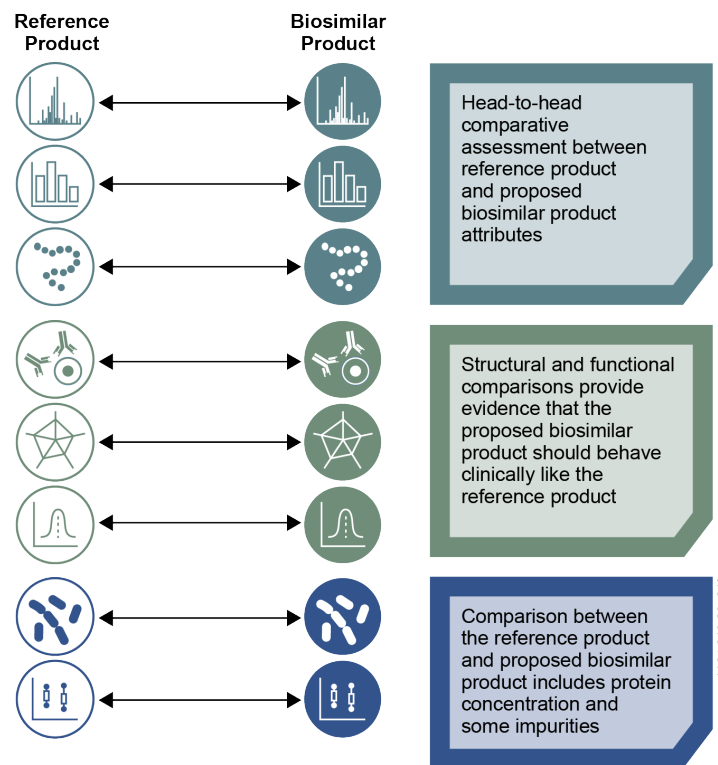 Reference
Product
Biosimilar
Product
Head-to-head
comparative
assessment between
reference product
and proposed
biosimilar product
attributes
Structural and functional
comparisons provide
evidence that the
proposed biosimilar
product should behave
clinically like the
reference product
Comparison between
the reference product
and proposed biosimilar
product includes protein
concentration and
some impurities